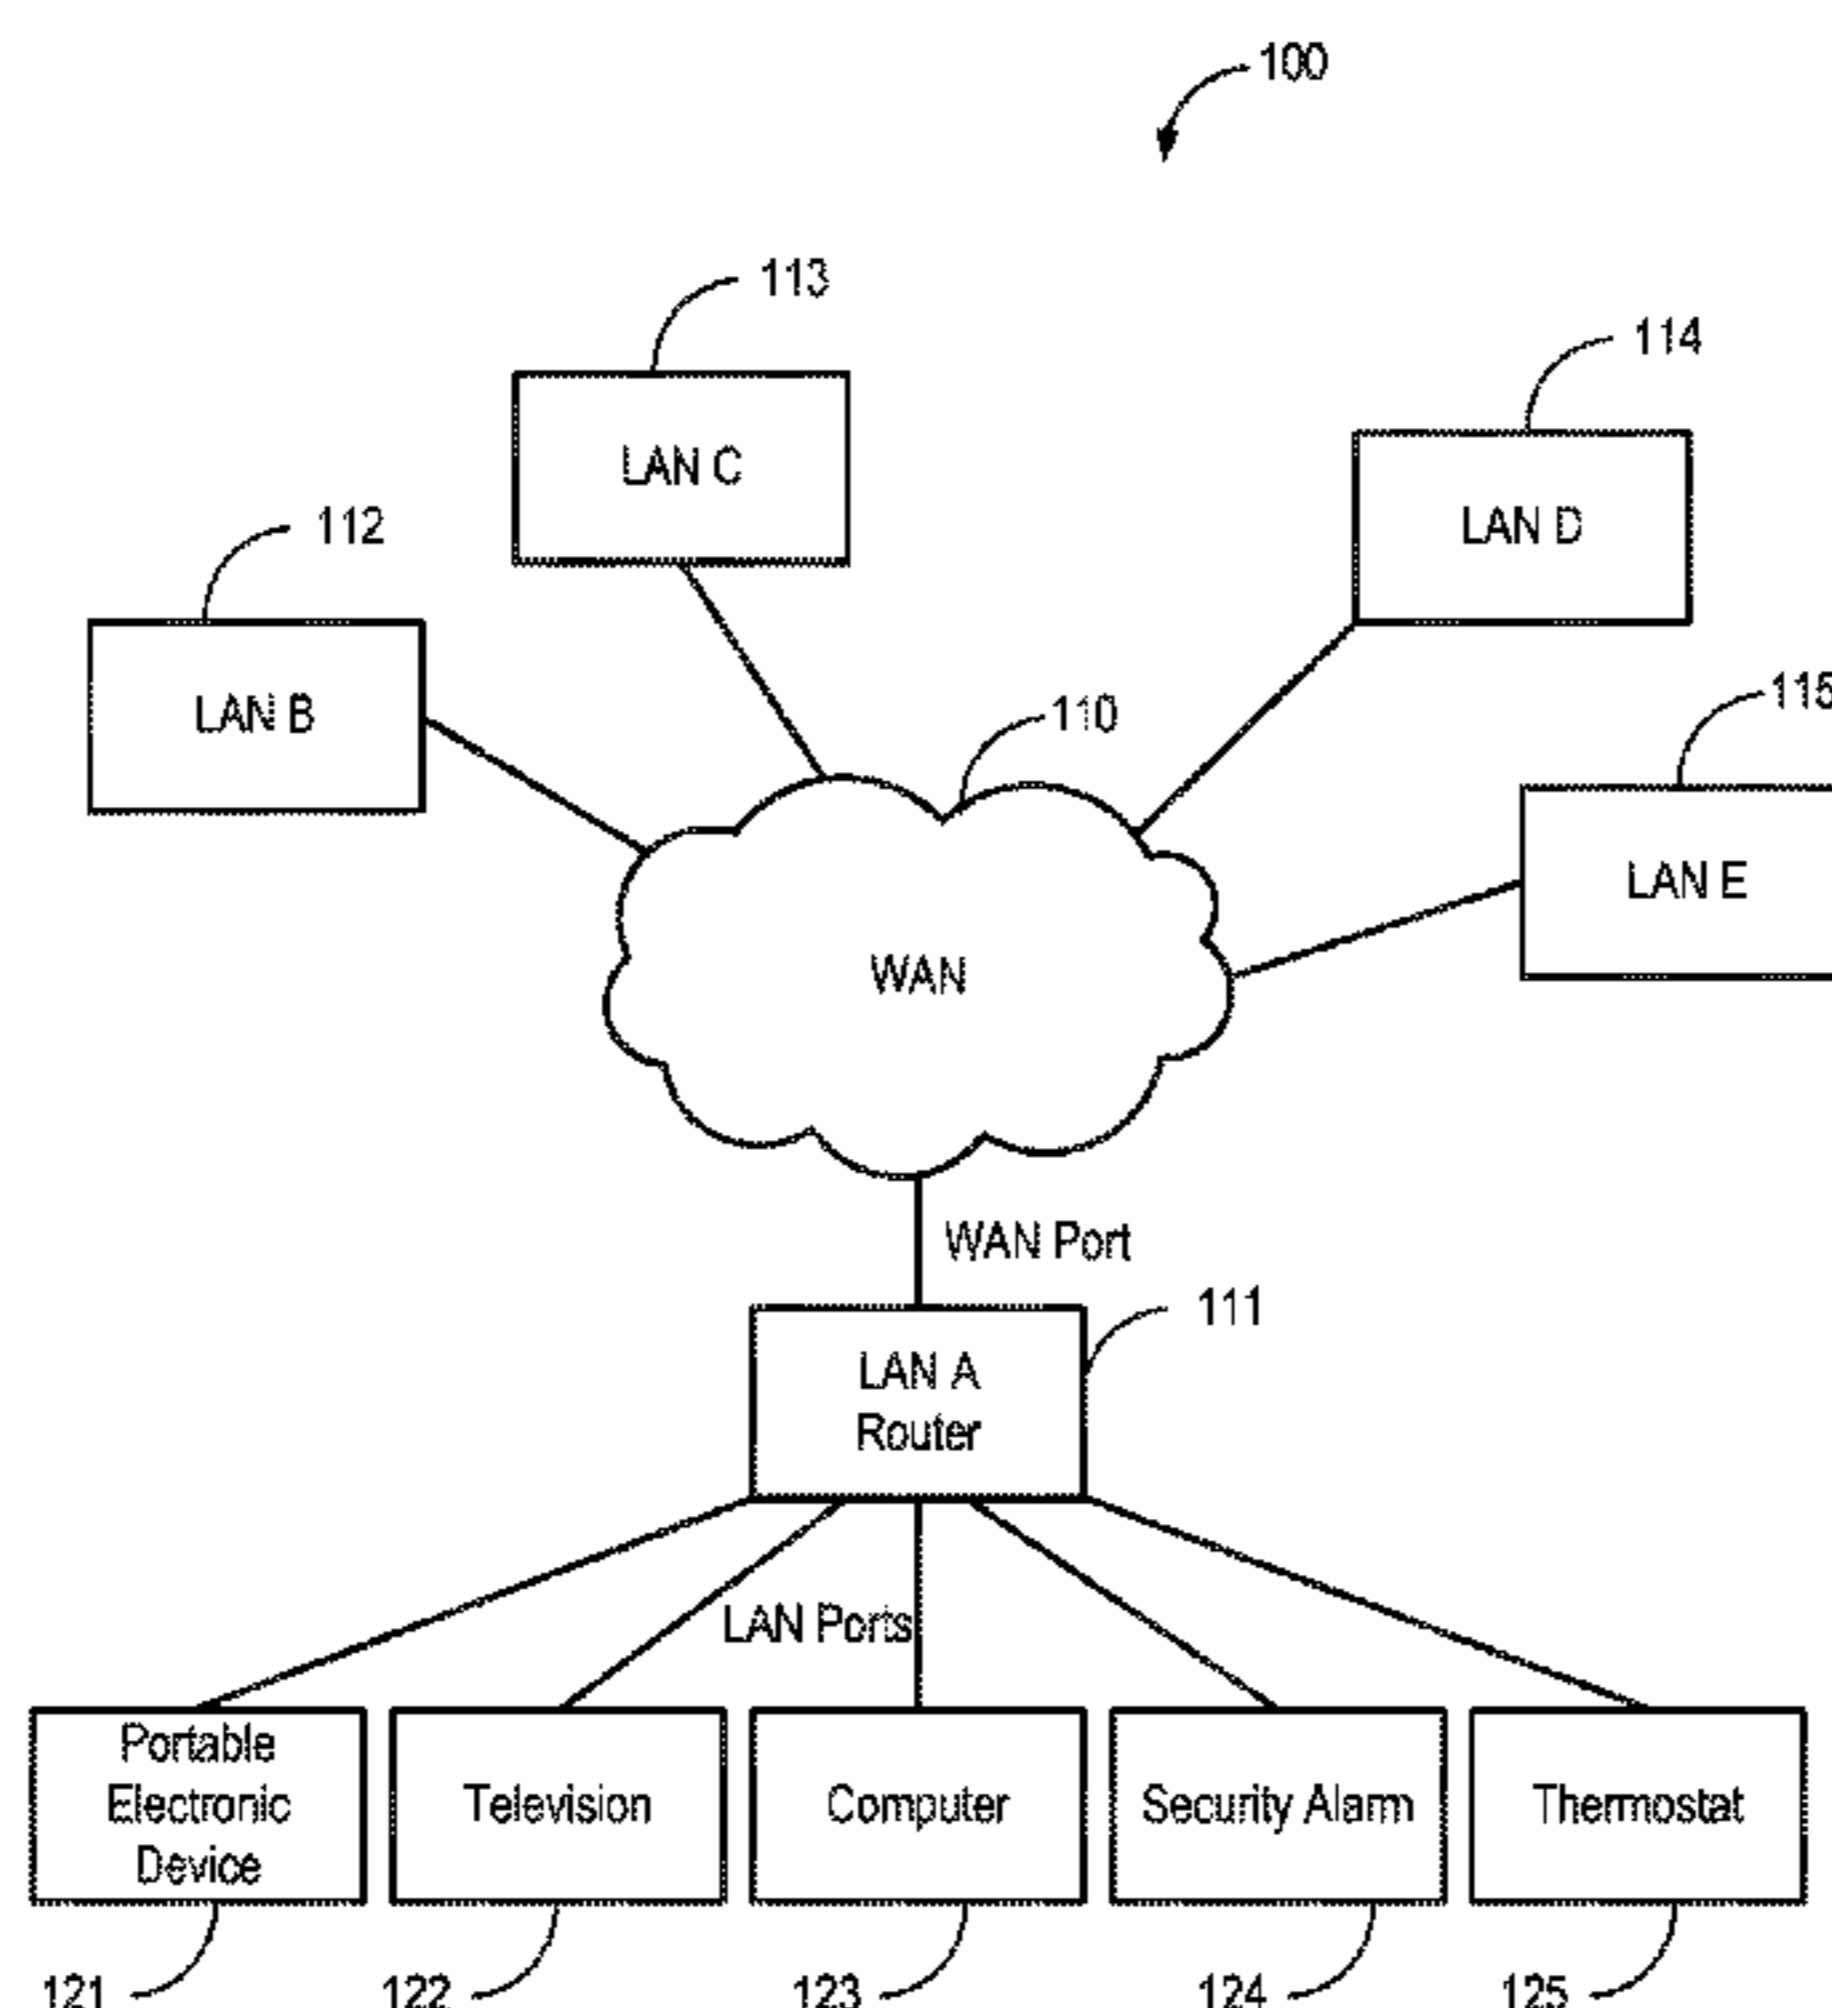 100
113
114
LAN C
112
LAN D
LAN B
110
115
LAN E
WAN
WAN Port
111
LAN A
Router
LAN Ports
Portable
Electronic
Device
Television
Computer
Security Alarm
Thermostat
121
122
123
124
125